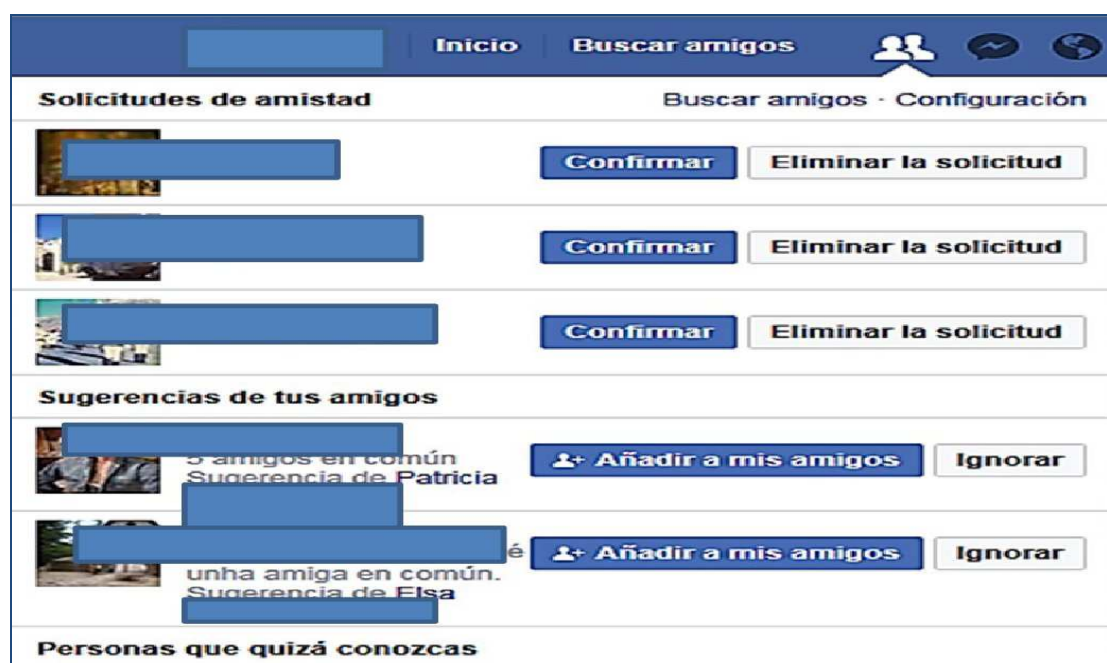 Inicio Buscar amigos
Solicitudes de amistad Buscar amigos · Configuración
Confirmar Eliminar la solicitud
Confirmar Eliminar la solicitud
Confirmar Eliminar la solicitud
Sugerencias de tus amigos
5 amigos en común
Añadir a mis amigos Ignorar
Sugerencia de Patricia
é
Añadir a mis amigos Ignorar
unha amiga en común.
Sugerencia de Elsa
Personas que quizá conozcas